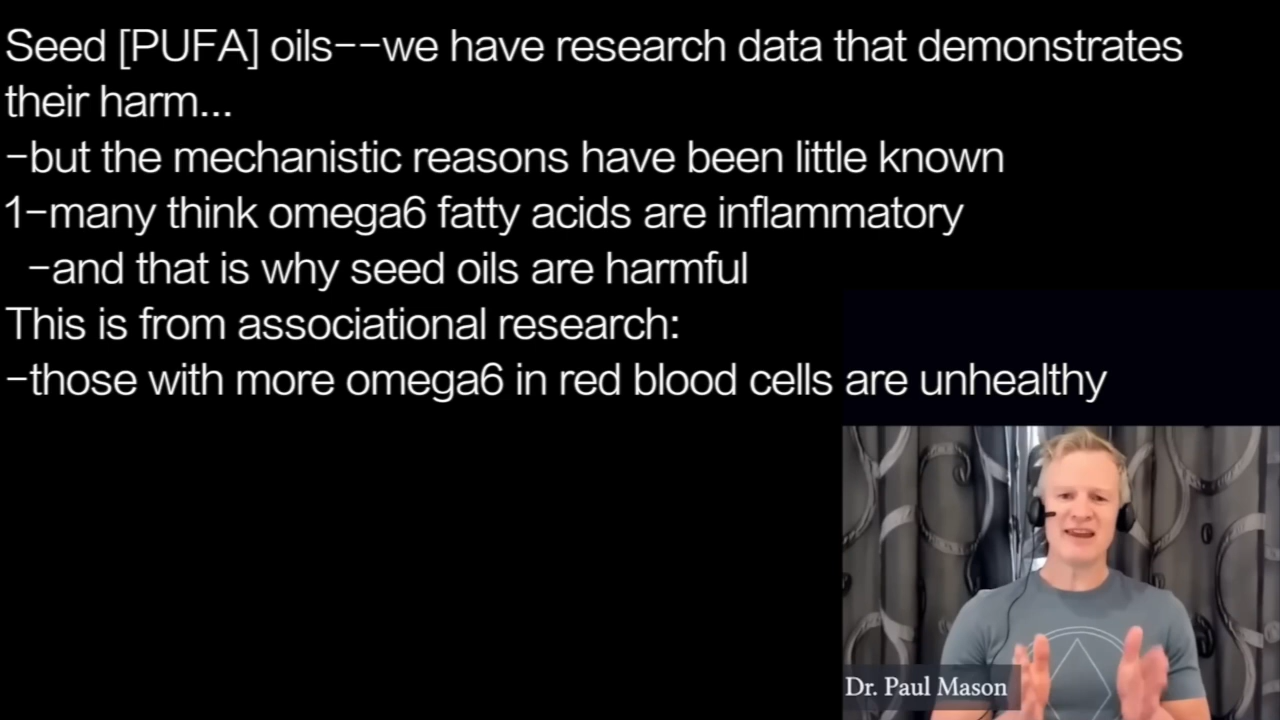 Seed [PUFA] oils--we have research data that demonstrates
their harm...
-but the mechanistic reasons have been little known
1-many think omega6 fatty acids are inflammatory
-and that is why seed oils are harmful
This is from associational research:
-those with more omega6 in red blood cells are unhealthy
Dr. Paul Mason